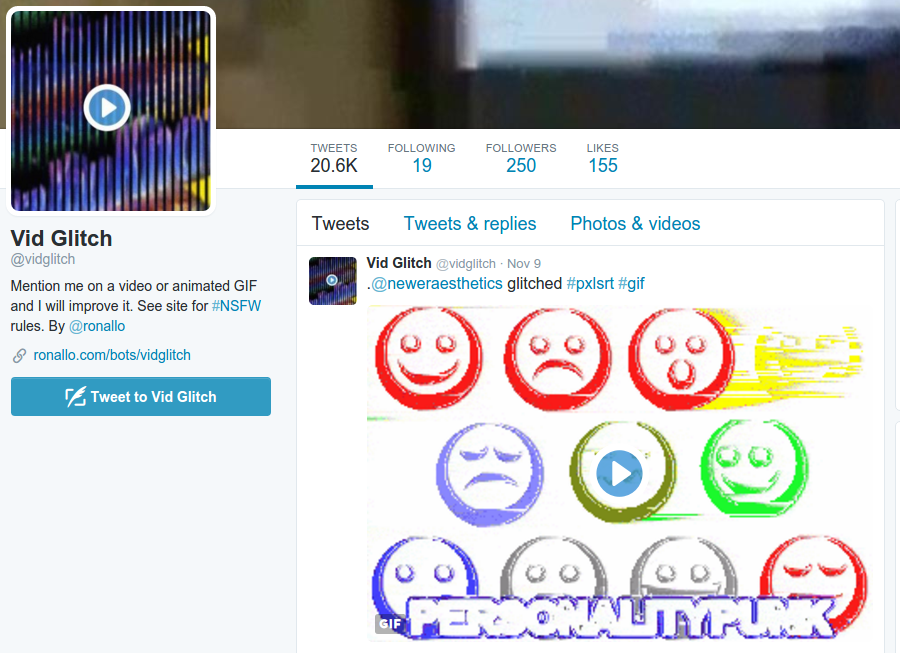 TWEETS
20.6K
FOLLOWING
19
FOLLOWERS
250
LIKES
155
Vid Glitch
@vidglitch
Mention me on a video or animated GIF
and I will improve it. See site for #NSFW
rules. By @ronallo
ronallo.com/bots/vidglitch
Tweet to Vid Glitch
Tweets
Tweets & replies
Photos & videos
Vid Glitch @vidglitch · Nov 9
.@neweraesthetics glitched #pxlsrt #gif
GIF
PERSONALITYPUNK